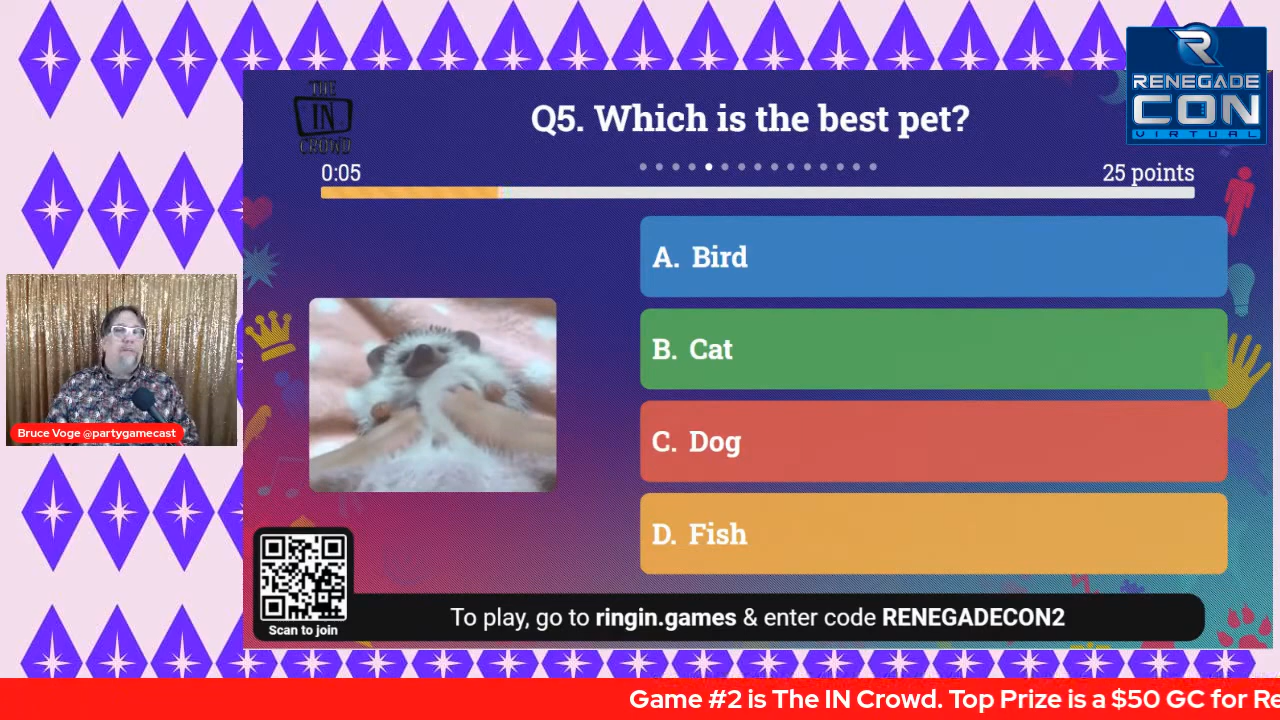 THE
IN
CROWD
Q5. Which is the best pet?
RENEGADE
CON
VIRTUAL
0:05
25 points
A. Bird
B. Cat
C. Dog
D. Fish
Bruce Voge @partygamecast
Scan to join
To play, go to ringin.games & enter code RENEGADECON2
Game #2 is The IN Crowd. Top Prize is a $50 GC for Re